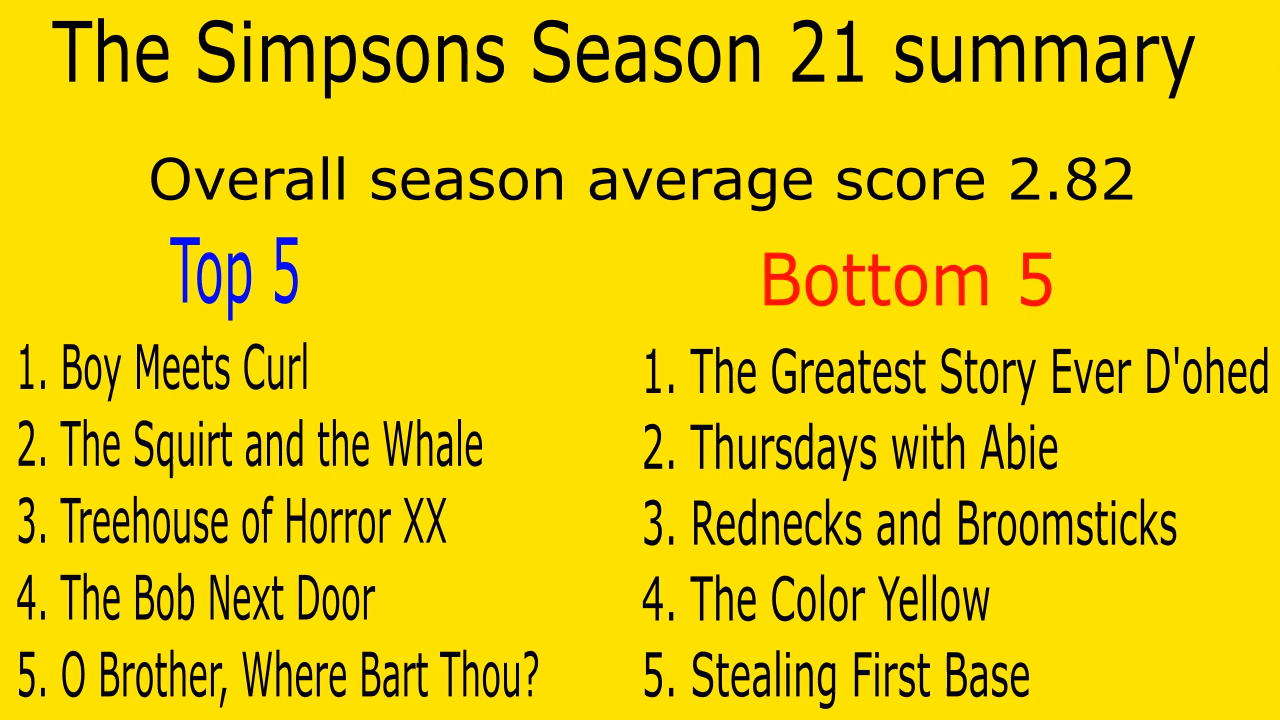 The Simpsons Season 21 summary
Overall season average score 2.82
Top 5
1. Boy Meets Curl
2. The Squirt and the Whale
3. Treehouse of Horror XX
4. The Bob Next Door
5. O Brother, Where Bart Thou?
Bottom 5
1. The Greatest Story Ever D'ohed
2. Thursdays with Abie
3. Rednecks and Broomsticks
4. The Color Yellow
5. Stealing First Base